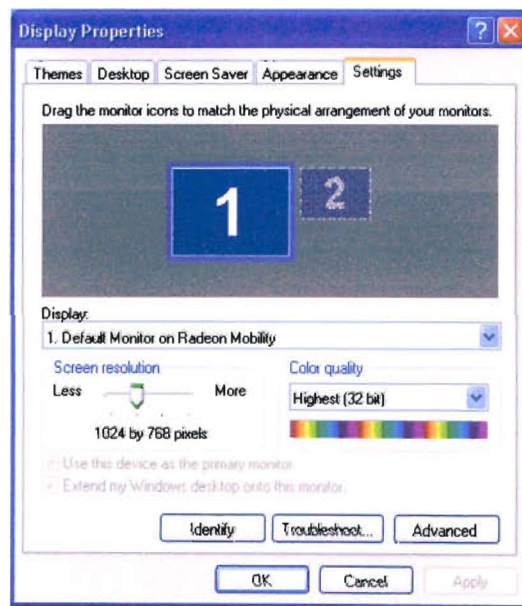 Display Properties
Themes Desktop Screen Saver Appearance Settings
Drag the monitor icons to match the physical arrangement of your monitors.
1 2
Display:
1. Default Monitor on Radeon Mobility
Screen resolution Color quality
Less More Highest (32 bit)
1024 by 768 pixels
Use this device as the primary monitor.
Extend my Windows desktop onto this monitor.
Identify Troubleshoot... Advanced
OK Cancel Apply